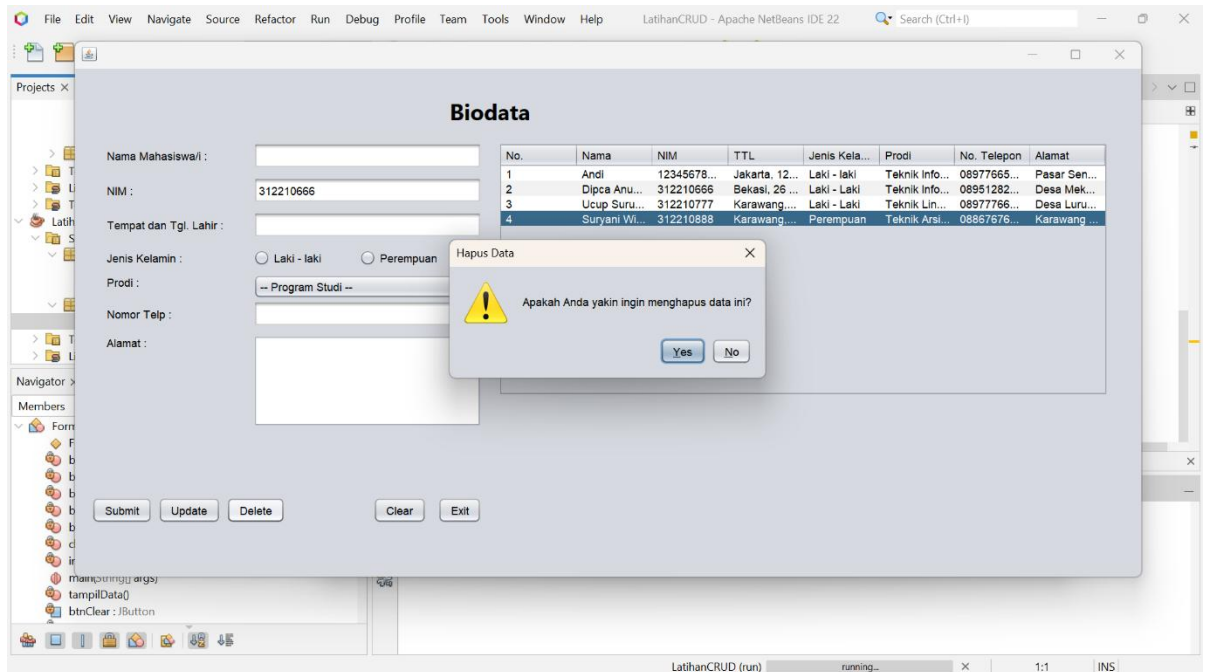 File Edit View Navigate Source Refactor Run Debug Profile Team Tools Window Help LatihanCRUD - Apache NetBeans IDE 22 Search (Ctrl+I)
Projects
Biodata
Nama Mahasiswa/i :
NIM : 312210666
Tempat dan Tgl. Lahir :
Jenis Kelamin : Laki - laki Perempuan
Prodi : -- Program Studi --
Nomor Telp :
Alamat :
No. Nama NIM TTL Jenis Kela... Prodi No. Telepon Alamat
1 Andi 12345678... Jakarta, 12... Laki - laki Teknik Info... 08977665... Pasar Sen...
2 Dipca Anu... 312210666 Bekasi, 26 ... Laki - Laki Teknik Info... 08951282... Desa Mek...
3 Ucup Suru... 312210777 Karawang,... Laki - Laki Teknik Lin... 08977766... Desa Luru...
4 Suryani Wi... 312210888 Karawang,... Perempuan Teknik Arsi... 08867676... Karawang ...
Hapus Data
Apakah Anda yakin ingin menghapus data ini?
Yes No
Submit Update Delete Clear Exit
Latih
Navigator
Members
Form
main(String[] args)
tampilData()
btnClear : JButton
LatihanCRUD (run) running... 1:1 INS